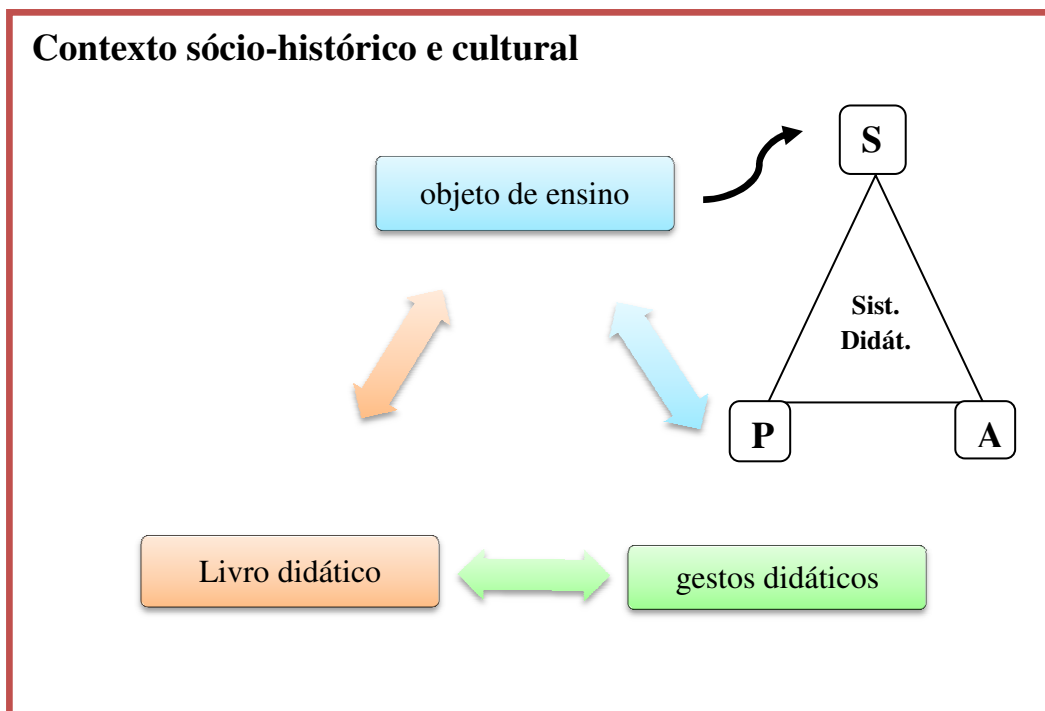 Contexto sócio-histórico e cultural
objeto de ensino
S
Sist.
Didát.
P
A
Livro didático
gestos didáticos